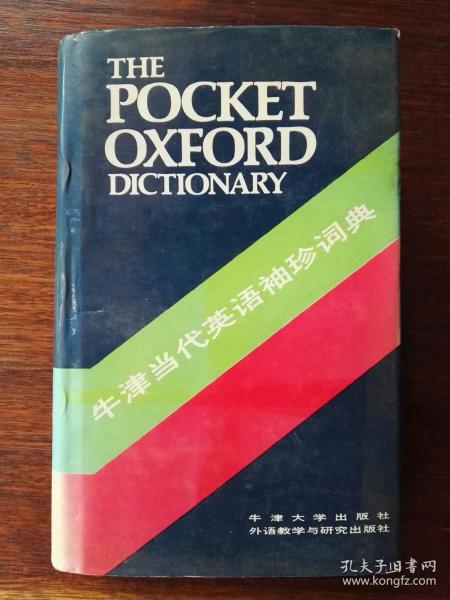 THE
POCKET
OXFORD
DICTIONARY
牛津当代英语袖珍词典
牛津大学出版社
外语教学与研究出版社
孔夫子旧书网
www.kongfz.com